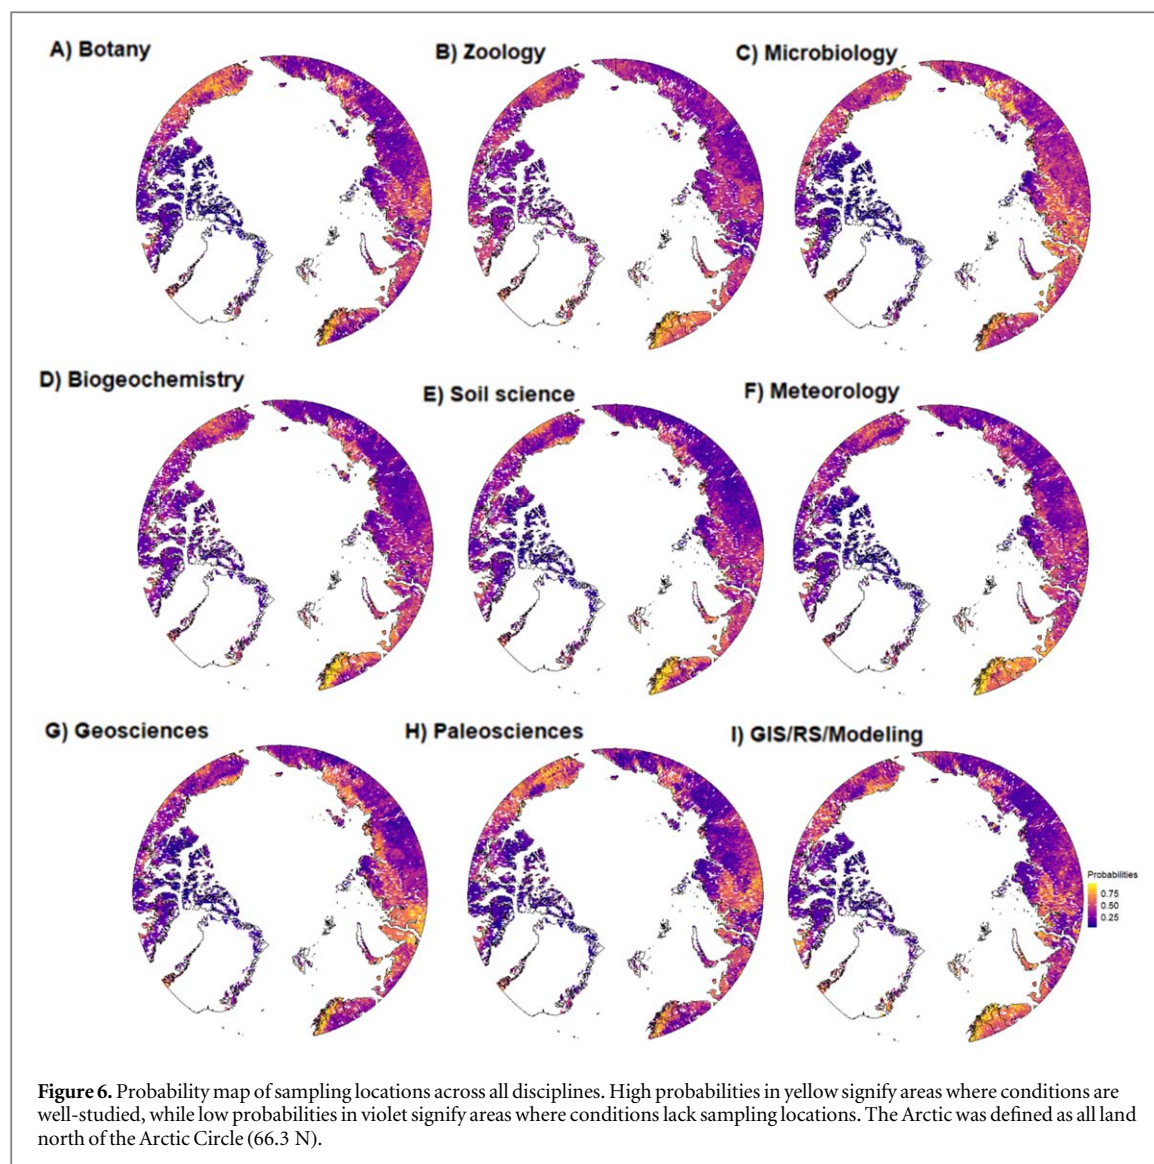 A) Botany
B) Zoology
C) Microbiology
D) Biogeochemistry
E) Soil science
F) Meteorology
G) Geosciences
H) Paleosciences
I) GIS/RS/Modeling
Probabilities
0.75
0.50
0.25
Figure 6. Probability map of sampling locations across all disciplines. High probabilities in yellow signify areas where conditions are
well-studied, while low probabilities in violet signify areas where conditions lack sampling locations. The Arctic was defined as all land
north of the Arctic Circle (66.3 N).